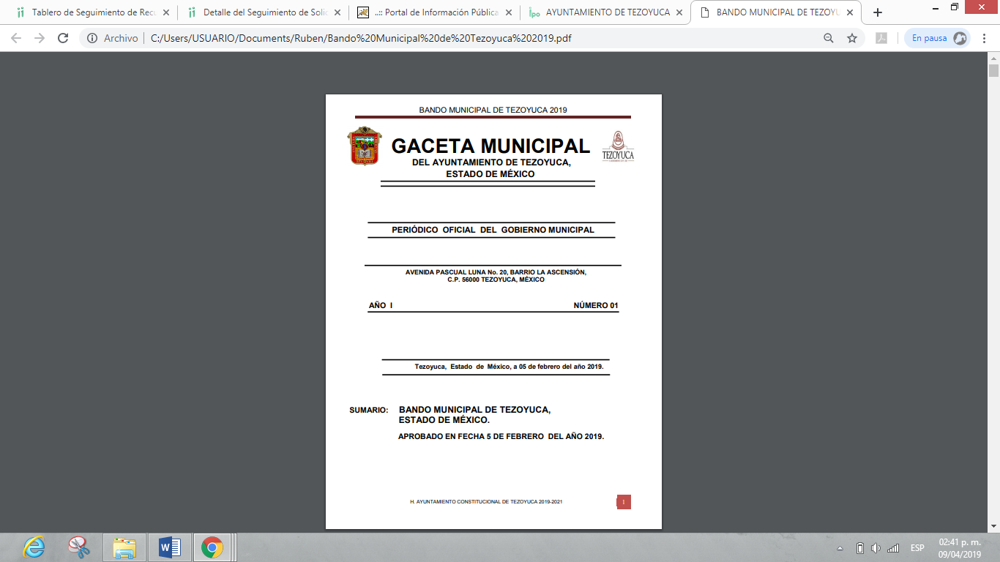 Tablero de Seguimiento de Recu
Detalle del Seguimiento de Solic
..:: Portal de Información Pública
AYUNTAMIENTO DE TEZOYUCA
BANDO MUNICIPAL DE TEZOYU
Archivo
C:/Users/USUARIO/Documents/Ruben/Bando%20Municipal%20de%20Tezoyuca%202019.pdf
En pausa
BANDO MUNICIPAL DE TEZOYUCA 2019
GACETA MUNICIPAL
TEZOYUCA
DEL AYUNTAMIENTO DE TEZOYUCA,
ESTADO DE MÉXICO
PERIÓDICO OFICIAL DEL GOBIERNO MUNICIPAL
AVENIDA PASCUAL LUNA No. 20, BARRIO LA ASCENSIÓN,
C.P. 56000 TEZOYUCA, MÉXICO
AÑO I NÚMERO 01
Tezoyuca, Estado de México, a 05 de febrero del año 2019.
SUMARIO: BANDO MUNICIPAL DE TEZOYUCA,
ESTADO DE MÉXICO.
APROBADO EN FECHA 5 DE FEBRERO DEL AÑO 2019.
H. AYUNTAMIENTO CONSTITUCIONAL DE TEZOYUCA 2019-2021
1
ESP
02:41 p. m.
09/04/2019